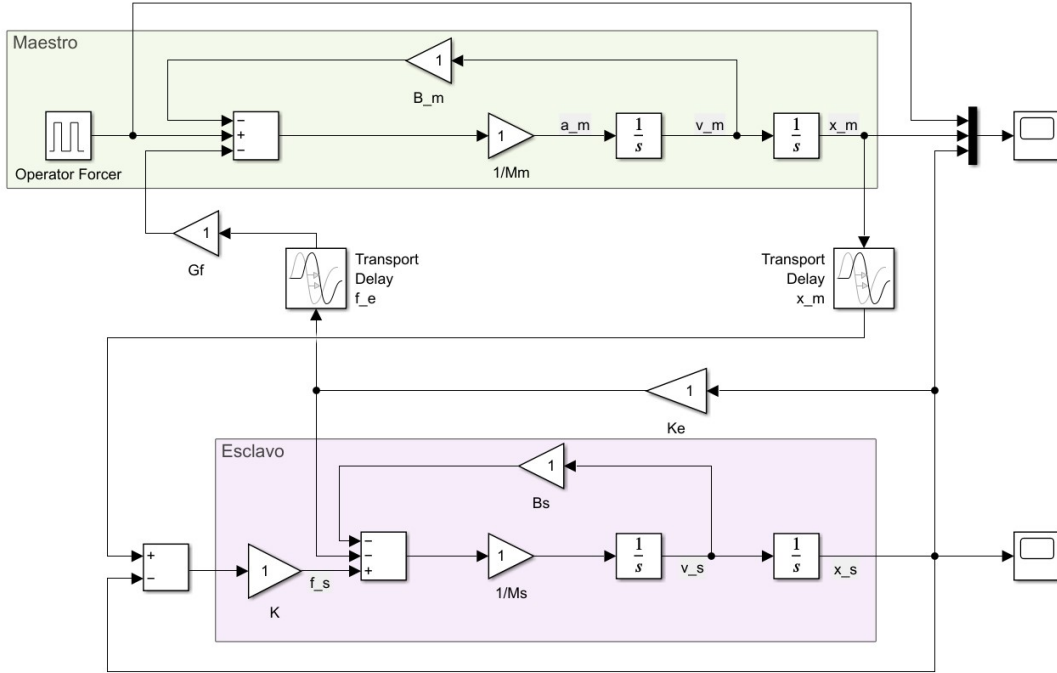 Maestro
1
B_m
−
+
−
Operator Forcer
1
1/Mm
a_m
1
s
v_m
1
s
x_m
1
Gf
Transport
Delay
f_e
Transport
Delay
x_m
1
Ke
Esclavo
1
Bs
+
−
1
K
f_s
−
−
+
1
1/Ms
1
s
v_s
1
s
x_s